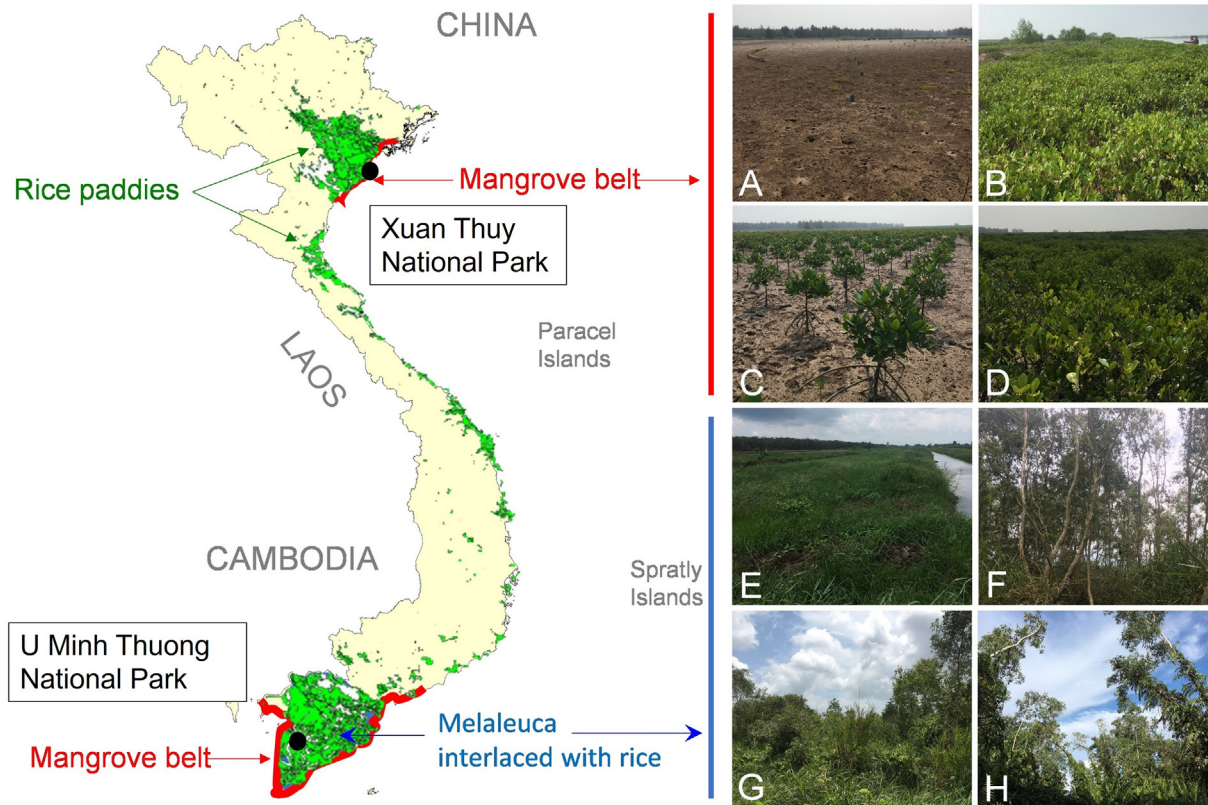 CHINA
Rice paddies
Mangrove belt
Xuan Thuy
National Park
LAOS
Paracel
Islands
CAMBODIA
Spratly
Islands
U Minh Thuong
National Park
Mangrove belt
Melaleuca
interlaced with rice
A
B
C
D
E
F
G
H